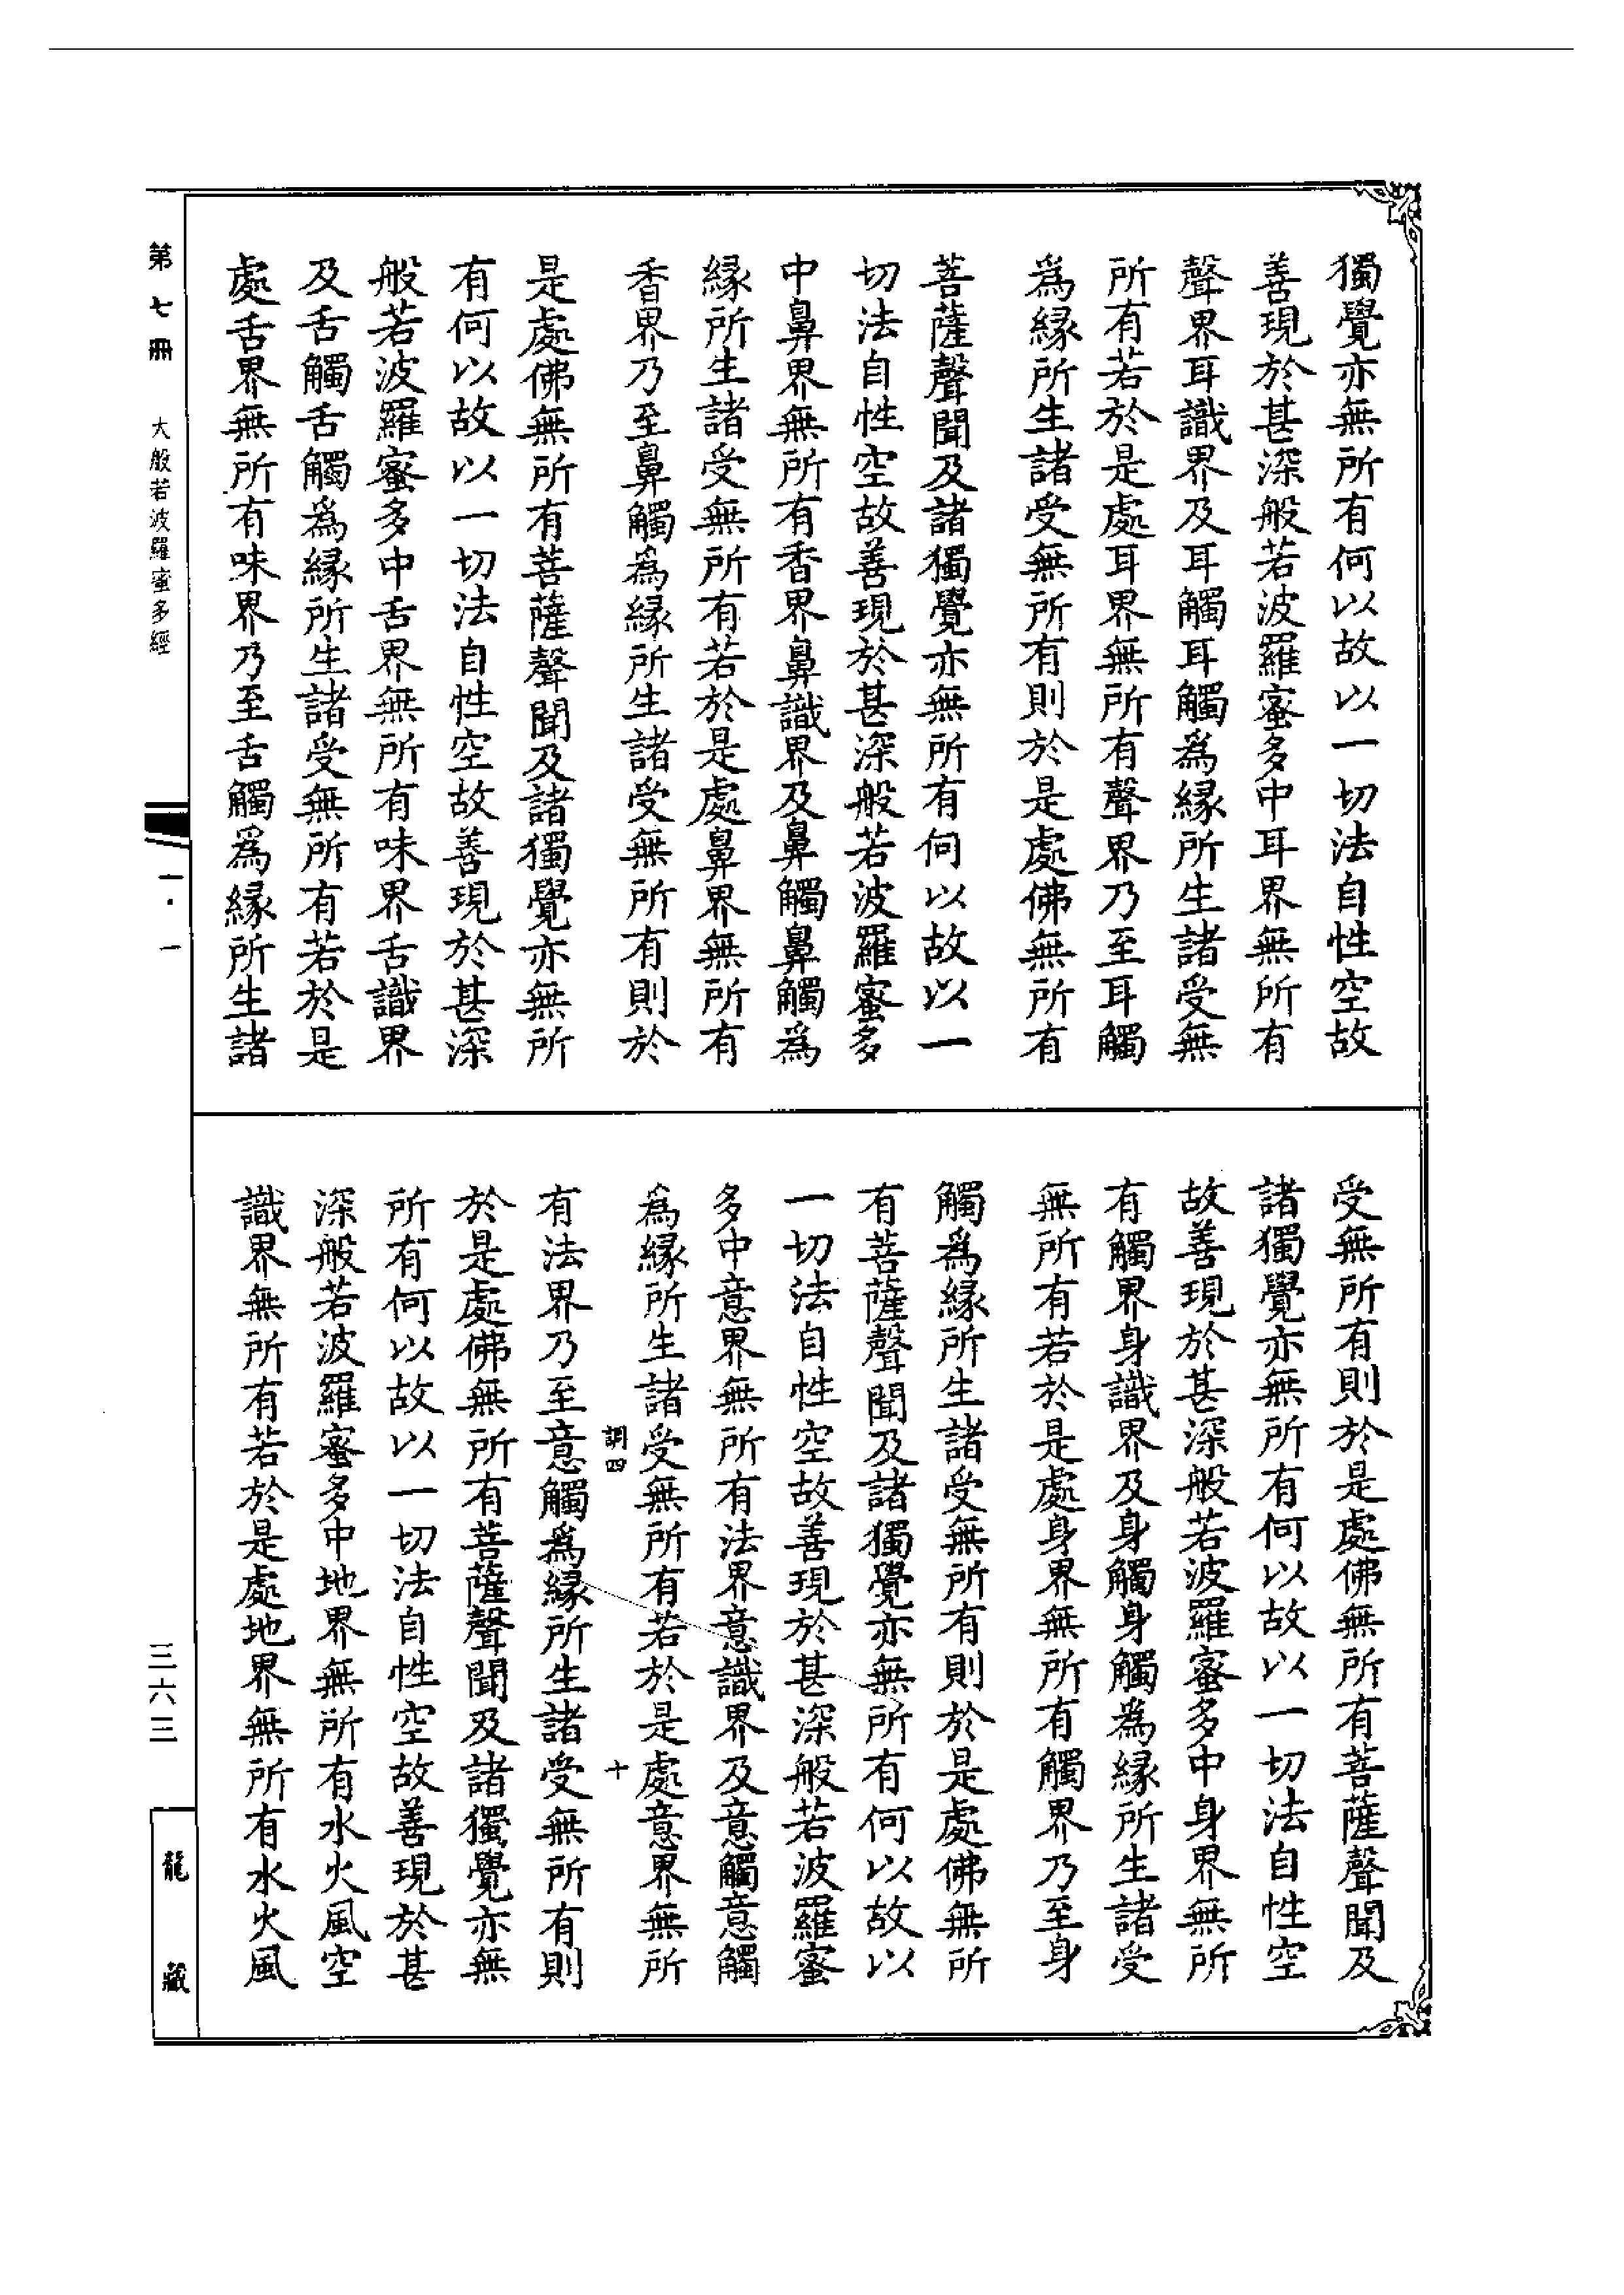 獨覺亦無所有何以故以一切法自性空故
善現於甚深般若波羅蜜多中耳界無所有
聲界耳識界及耳觸耳觸為緣所生諸受無
所有若於是處耳界無所有聲界乃至耳觸
為緣所生諸受無所有則於是處佛無所有
菩薩聲聞及諸獨覺亦無所有何以故以一
切法自性空故善現於甚深般若波羅蜜多
中鼻界無所有香界鼻識界及鼻觸鼻觸為
緣所生諸受無所有若於是處鼻界無所有
香界乃至鼻觸為緣所生諸受無所有則於
是處佛無所有菩薩聲聞及諸獨覺亦無所
有何以故以一切法自性空故善現於甚深
般若波羅蜜多中舌界無所有味界舌識界
及舌觸舌觸為緣所生諸受無所有若於是
處舌界無所有味界乃至舌觸為緣所生諸
受無所有則於是處佛無所有菩薩聲聞及
諸獨覺亦無所有何以故以一切法自性空
故善現於甚深般若波羅蜜多中身界無所
有觸界身識界及身觸身觸為緣所生諸受
無所有若於是處身界無所有觸界乃至身
觸為緣所生諸受無所有則於是處佛無所
有菩薩聲聞及諸獨覺亦無所有何以故以
一切法自性空故善現於甚深般若波羅蜜
多中意界無所有法界意識界及意觸意觸
為緣所生諸受無所有若於是處意界無所
調四 十
有法界乃至意觸為緣所生諸受無所有則
於是處佛無所有菩薩聲聞及諸獨覺亦無
所有何以故以一切法自性空故善現於甚
深般若波羅蜜多中地界無所有水火風空
識界無所有若於是處地界無所有水火風
第七冊 大般若波羅蜜多經 一·一 三六三
龍藏